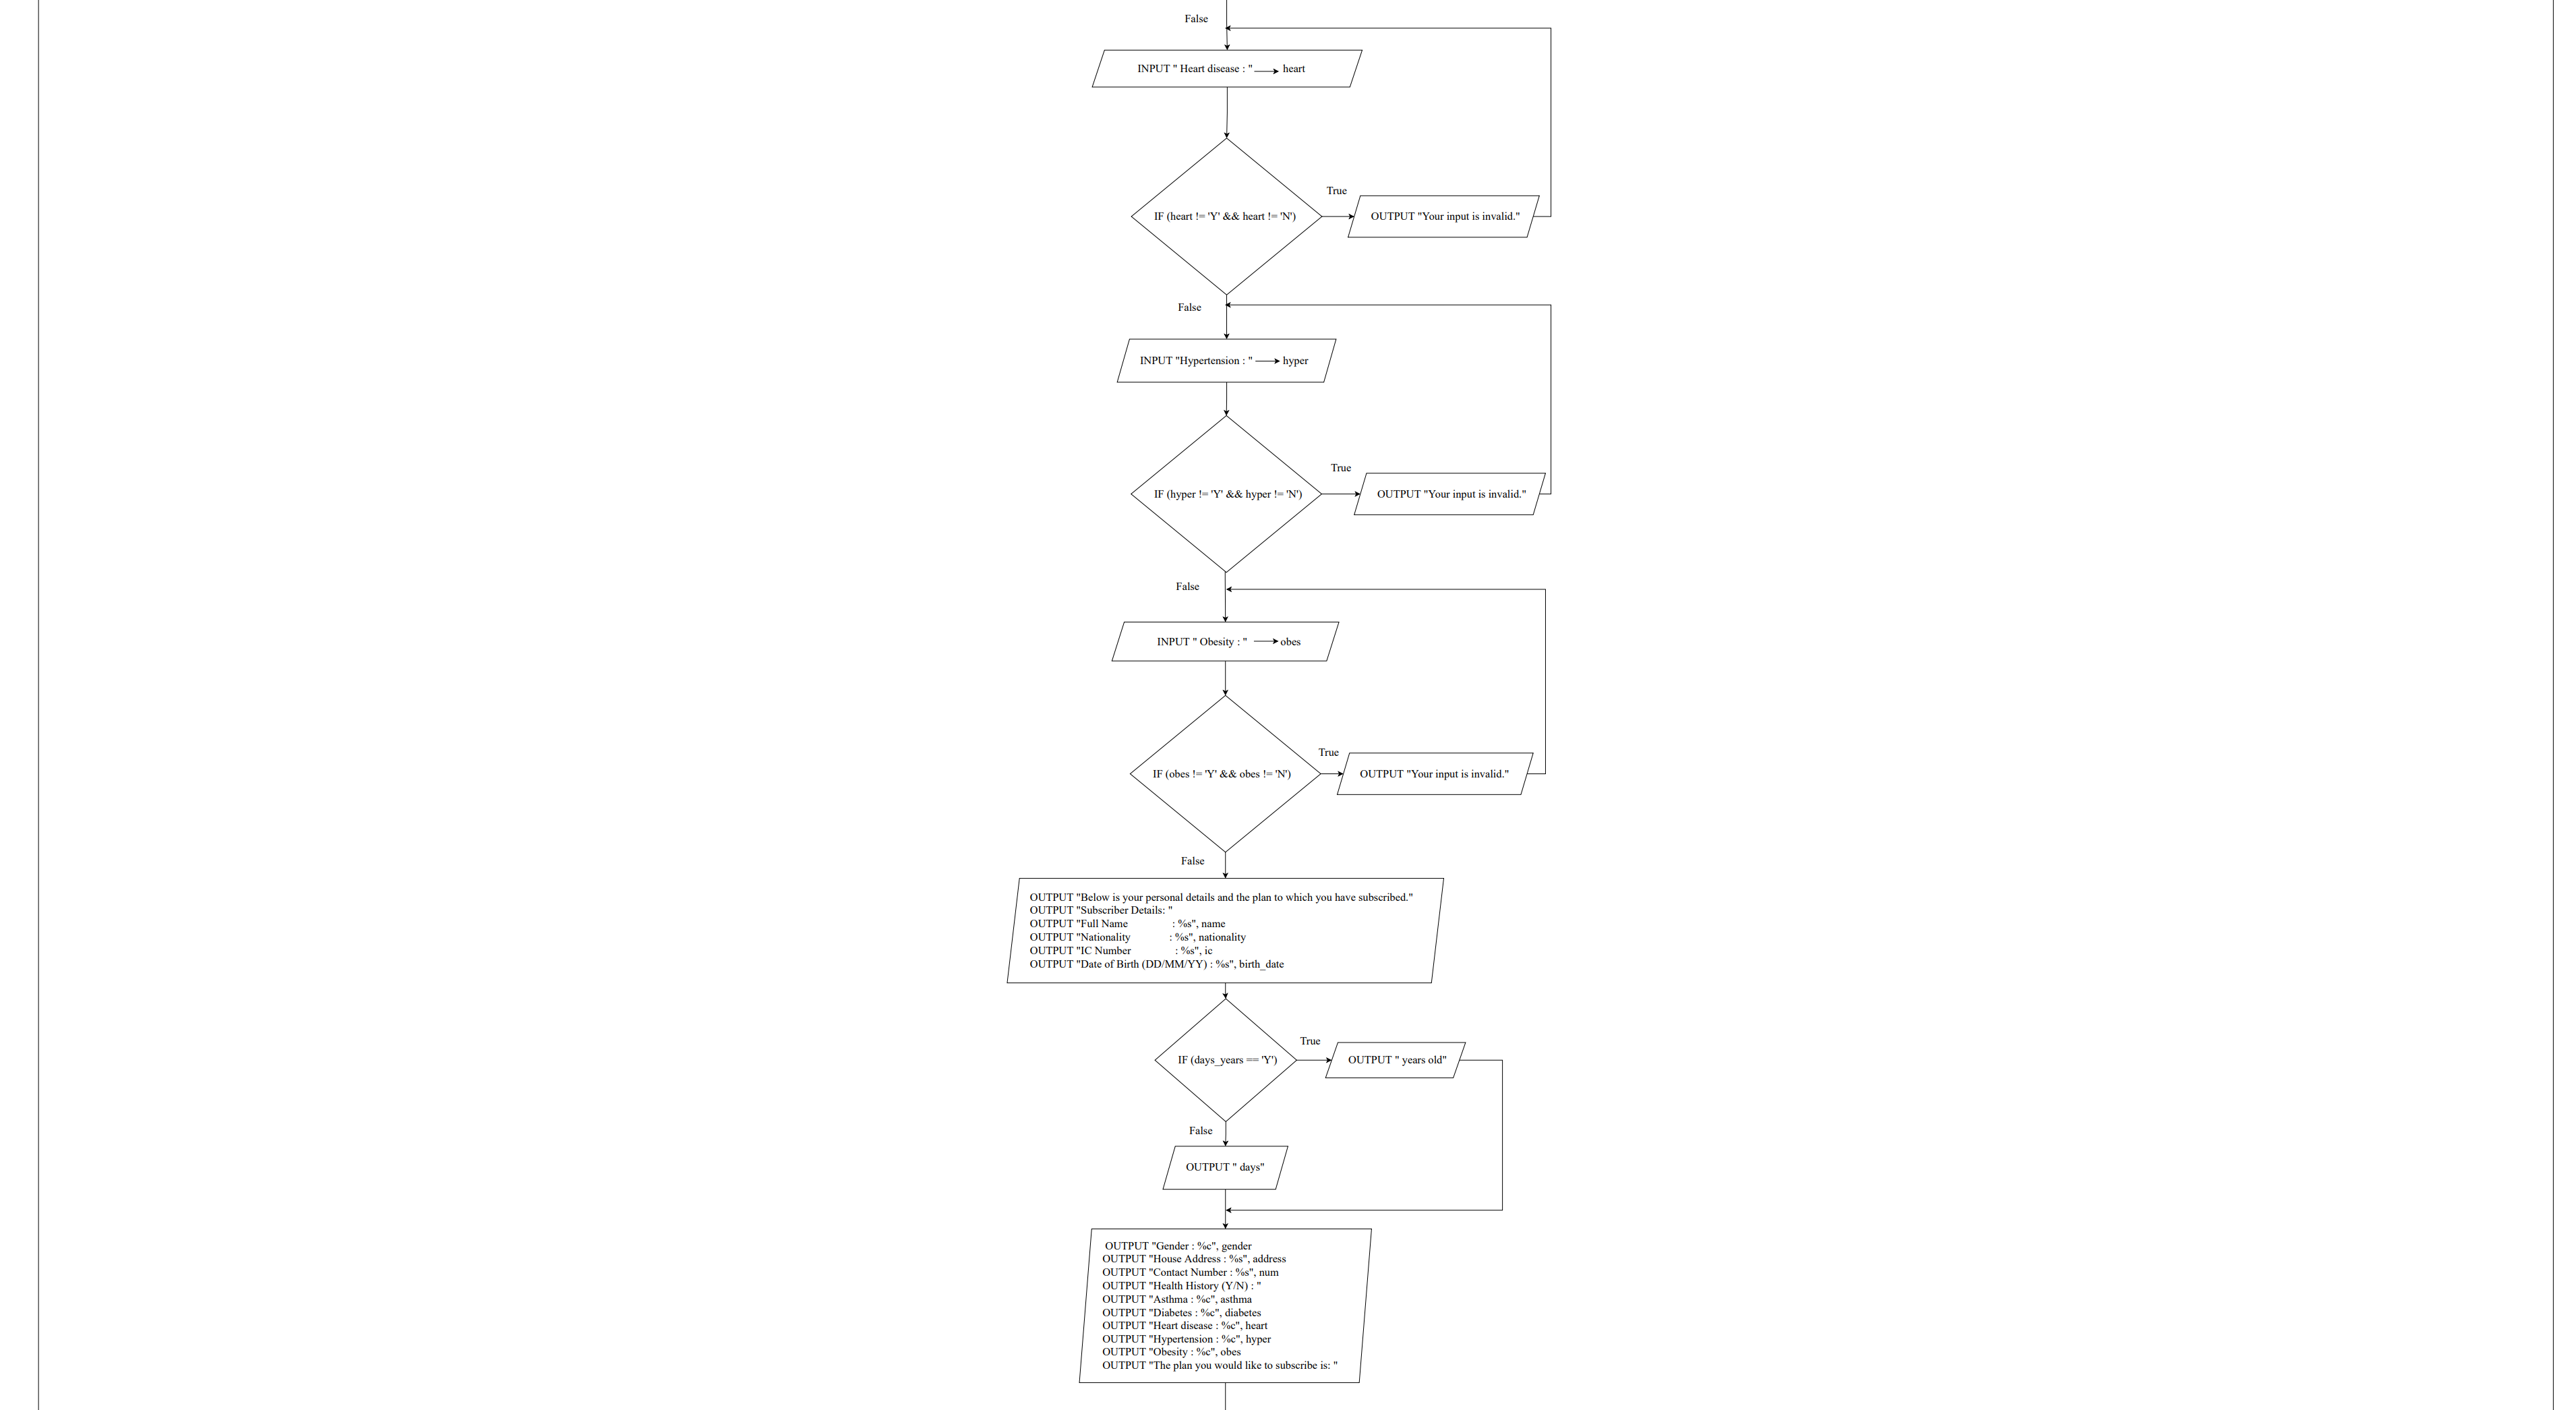 False
INPUT " Heart disease : " heart
IF (heart != 'Y' && heart != 'N')
True
OUTPUT "Your input is invalid."
False
INPUT "Hypertension : " hyper
IF (hyper != 'Y' && hyper != 'N')
True
OUTPUT "Your input is invalid."
False
INPUT " Obesity : " obes
IF (obes != 'Y' && obes != 'N')
True
OUTPUT "Your input is invalid."
False
OUTPUT "Below is your personal details and the plan to which you have subscribed."
OUTPUT "Subscriber Details: "
OUTPUT "Full Name : %s", name
OUTPUT "Nationality : %s", nationality
OUTPUT "IC Number : %s", ic
OUTPUT "Date of Birth (DD/MM/YY) : %s", birth_date
IF (days_years == 'Y')
True
OUTPUT " years old"
False
OUTPUT " days"
OUTPUT "Gender : %c", gender
OUTPUT "House Address : %s", address
OUTPUT "Contact Number : %s", num
OUTPUT "Health History (Y/N) : "
OUTPUT "Asthma : %c", asthma
OUTPUT "Diabetes : %c", diabetes
OUTPUT "Heart disease : %c", heart
OUTPUT "Hypertension : %c", hyper
OUTPUT "Obesity : %c", obes
OUTPUT "The plan you would like to subscribe is: "